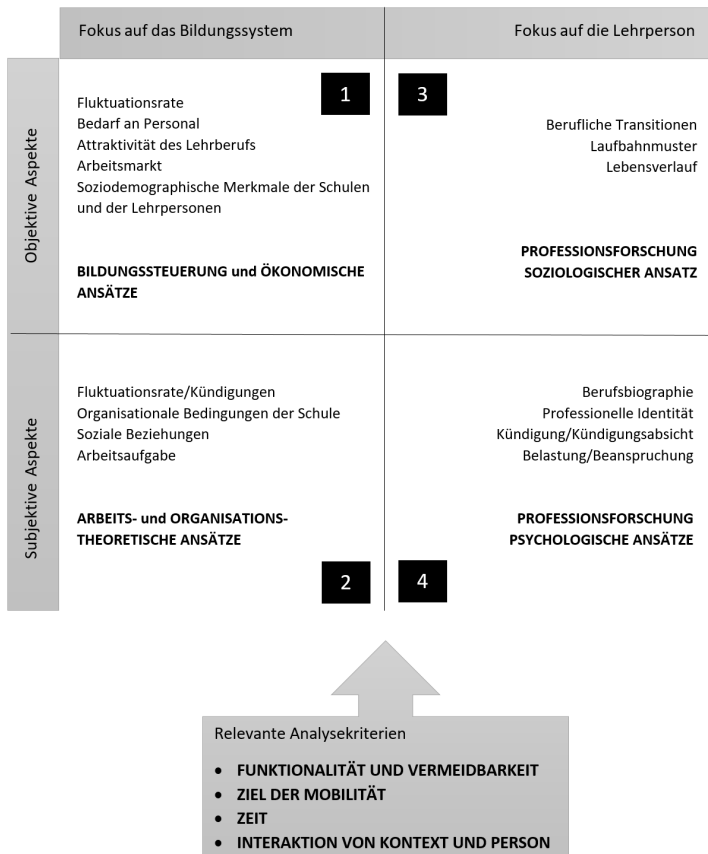 Fokus auf das Bildungssystem
Fokus auf die Lehrperson
Objektive Aspekte
1
Fluktuationsrate
Bedarf an Personal
Attraktivität des Lehrberufs
Arbeitsmarkt
Soziodemographische Merkmale der Schulen
und der Lehrpersonen
BILDUNGSSTEUERUNG und ÖKONOMISCHE
ANSÄTZE
3
Berufliche Transitionen
Laufbahnmuster
Lebensverlauf
PROFESSIONSFORSCHUNG
SOZIOLOGISCHER ANSATZ
Subjektive Aspekte
Fluktuationsrate/Kündigungen
Organisationale Bedingungen der Schule
Soziale Beziehungen
Arbeitsaufgabe
ARBEITS- und ORGANISATIONS-
THEORETISCHE ANSÄTZE
2
Berufsbiographie
Professionelle Identität
Kündigung/Kündigungsabsicht
Belastung/Beanspruchung
PROFESSIONSFORSCHUNG
PSYCHOLOGISCHE ANSÄTZE
4
Relevante Analysekriterien
• FUNKTIONALITÄT UND VERMEIDBARKEIT
• ZIEL DER MOBILITÄT
• ZEIT
• INTERAKTION VON KONTEXT UND PERSON